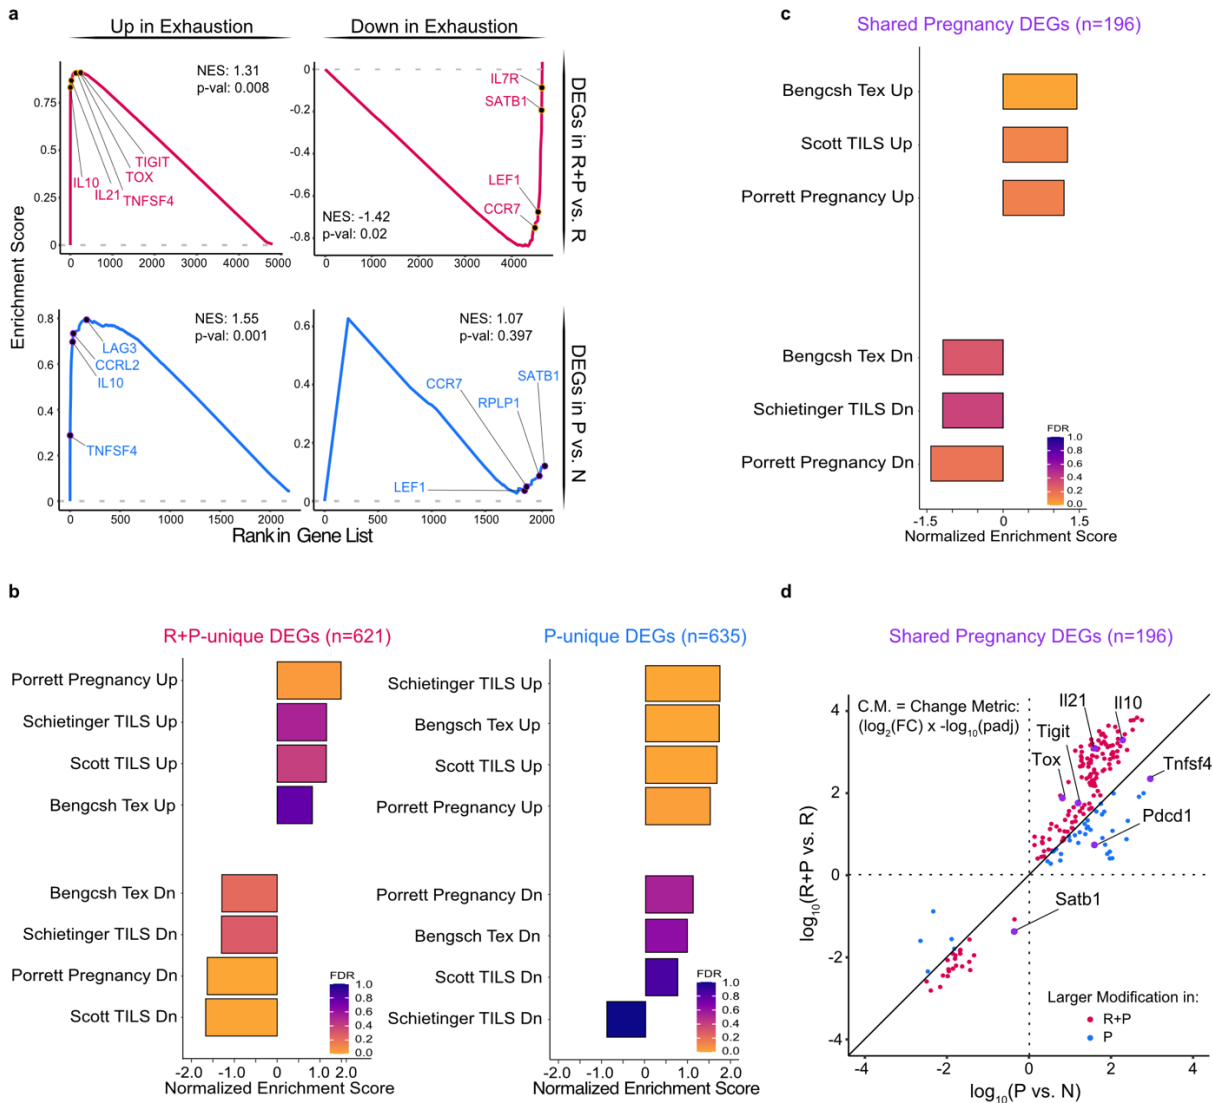 a
Up in Exhaustion
Down in Exhaustion
Enrichment Score
NES: 1.31
p-val: 0.008
0.75
0.5
0.25
0
TIGIT
TOX
IL10
IL21
TNFSF4
0 1000 2000 3000 4000 5000
0
-0.2
-0.4
-0.6
-0.8
IL7R
SATB1
LEF1
CCR7
NES: -1.42
p-val: 0.02
0 1000 2000 3000 4000
DEGs in R+P vs. R
0.8
0.6
0.4
0.2
0
NES: 1.55
p-val: 0.001
LAG3
CCRL2
IL10
TNFSF4
0 500 1000 1500 2000
0.6
0.4
0.2
0
NES: 1.07
p-val: 0.397
SATB1
CCR7
RPLP1
LEF1
0 500 1000 1500 2000
DEGs in P vs. N
Rank in Gene List
c
Shared Pregnancy DEGs (n=196)
Bengcsh Tex Up
Scott TILS Up
Porrett Pregnancy Up
Bengcsh Tex Dn
Schietinger TILS Dn
Porrett Pregnancy Dn
FDR
1.0
0.8
0.6
0.4
0.2
0.0
-1.5 0 1.5
Normalized Enrichment Score
b
R+P-unique DEGs (n=621)
Porrett Pregnancy Up
Schietinger TILS Up
Scott TILS Up
Bengcsh Tex Up
Bengcsh Tex Dn
Schietinger TILS Dn
Porrett Pregnancy Dn
Scott TILS Dn
FDR
1.0
0.8
0.6
0.4
0.2
0.0
-2.0 -1.0 0 1.0 2.0
Normalized Enrichment Score
P-unique DEGs (n=635)
Schietinger TILS Up
Bengsch Tex Up
Scott TILS Up
Porrett Pregnancy Up
Porrett Pregnancy Dn
Bengsch Tex Dn
Scott TILS Dn
Schietinger TILS Dn
FDR
1.0
0.8
0.6
0.4
0.2
0.0
-2.0 -1.0 0 1.0 2.0
Normalized Enrichment Score
d
Shared Pregnancy DEGs (n=196)
C.M. = Change Metric:
(log₂(FC) x -log₁₀(padj)
Il21
Il10
Tigit
Tox
Tnfsf4
Pdcd1
Satb1
4
2
0
-2
-4
log₁₀(R+P vs. R)
Larger Modification in:
R+P
P
-4 -2 0 2 4
log₁₀(P vs. N)